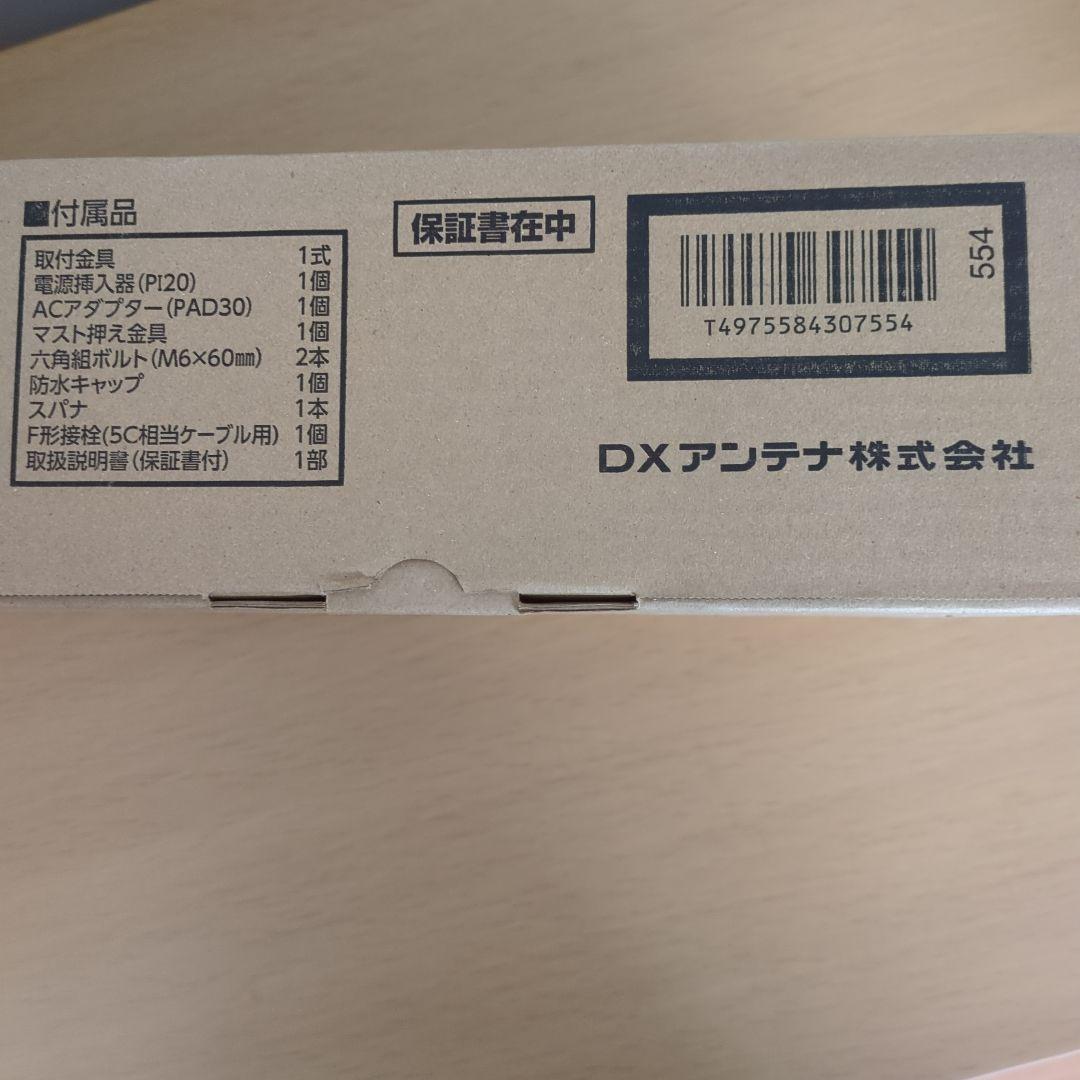 ■付属品
取付金具 1式
電源挿入器(PI20) 1個
ACアダプター(PAD30) 1個
マスト押え金具 1個
六角組ボルト(M6×60㎜) 2本
防水キャップ 1個
スパナ 1本
F形接栓(5C相当ケーブル用) 1個
取扱説明書(保証書付) 1部
保証書在中
T4975584307554
554
DXアンテナ株式会社